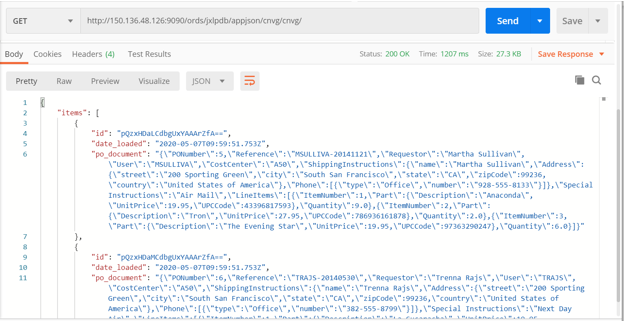 GET http://150.136.48.126:9090/ords/jxlpdb/appjson/cnvg/cnvg/ Send Save
Body Cookies Headers (4) Test Results Status: 200 OK Time: 1207 ms Size: 27.3 KB Save Response
Pretty Raw Preview Visualize JSON
1 {
2 "items": [
3 {
4 "id": "pQzxHDaLCdbgUxYAAArZfA==",
5 "date_loaded": "2020-05-07T09:59:51.753Z",
6 "po_document": "{\"PONumber\":5,\"Reference\":\"MSULLIVA-20141121\",\"Requestor\":\"Martha Sullivan\",
\"User\":\"MSULLIVA\",\"CostCenter\":\"A50\",\"ShippingInstructions\":{\"name\":\"Martha Sullivan\",\"Address\":
{\"street\":\"200 Sporting Green\",\"city\":\"South San Francisco\",\"state\":\"CA\",\"zipCode\":99236,
\"country\":\"United States of America\"},\"Phone\":[{\"type\":\"Office\",\"number\":\"928-555-8133\"}]},\"Special
Instructions\":\"Air Mail\",\"LineItems\":[{\"ItemNumber\":1,\"Part\":{\"Description\":\"Anaconda\",
\"UnitPrice\":19.95,\"UPCCode\":43396817593},\"Quantity\":9.0},{\"ItemNumber\":2,\"Part\":
{\"Description\":\"Tron\",\"UnitPrice\":27.95,\"UPCCode\":786936161878},\"Quantity\":2.0},{\"ItemNumber\":3,
\"Part\":{\"Description\":\"The Evening Star\",\"UnitPrice\":19.95,\"UPCCode\":97363290247},\"Quantity\":6.0}]}"
7 },
8 {
9 "id": "pQzxHDaMCdbgUxYAAArZfA==",
10 "date_loaded": "2020-05-07T09:59:51.753Z",
11 "po_document": "{\"PONumber\":6,\"Reference\":\"TRAJS-20140530\",\"Requestor\":\"Trenna Rajs\",\"User\":\"TRAJS\",
\"CostCenter\":\"A50\",\"ShippingInstructions\":{\"name\":\"Trenna Rajs\",\"Address\":{\"street\":\"200 Sporting
Green\",\"city\":\"South San Francisco\",\"state\":\"CA\",\"zipCode\":99236,\"country\":\"United States of
America\"},\"Phone\":[{\"type\":\"Office\",\"number\":\"382-555-8799\"}]},\"Special Instructions\":\"Next Day